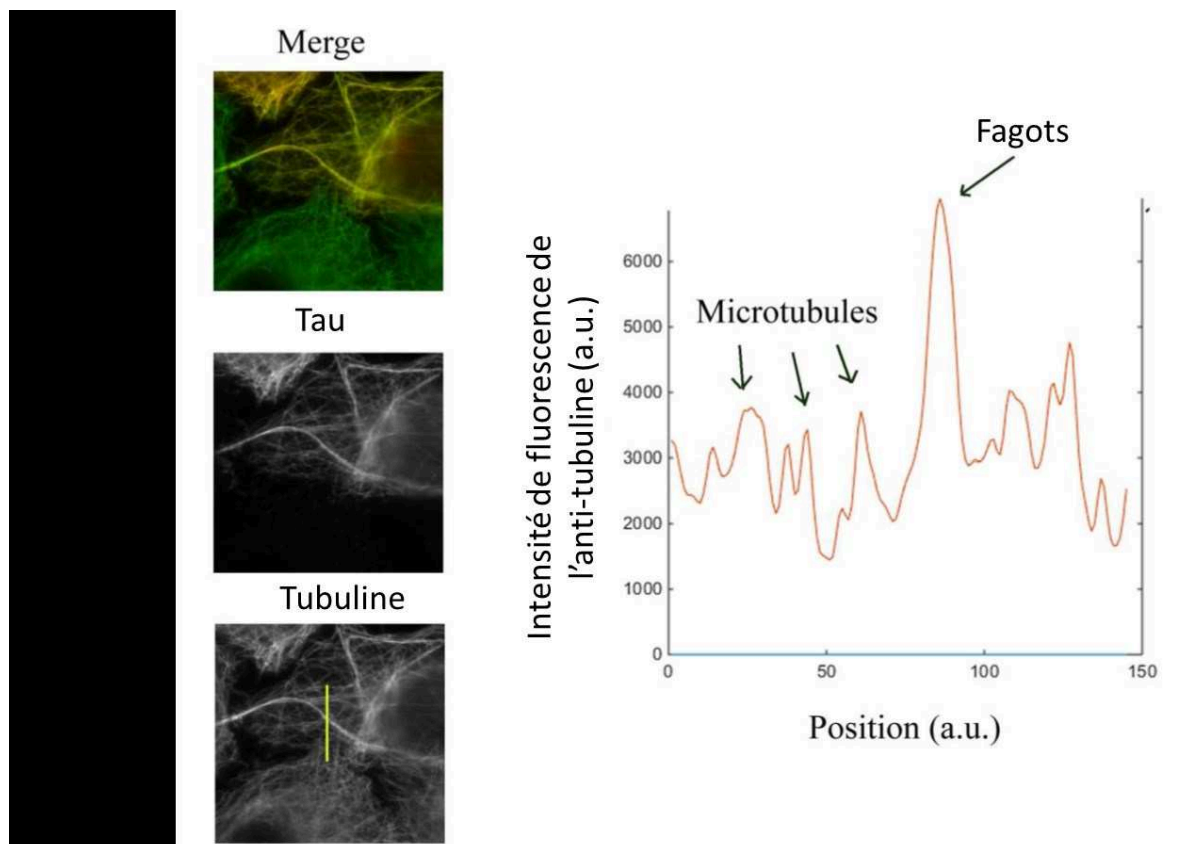 Merge
Tau
Tubuline
Fagots
Microtubules
Intensité de fluorescence de
l'anti-tubuline (a.u.)
6000
5000
4000
3000
2000
1000
0
0
50
100
150
Position (a.u.)